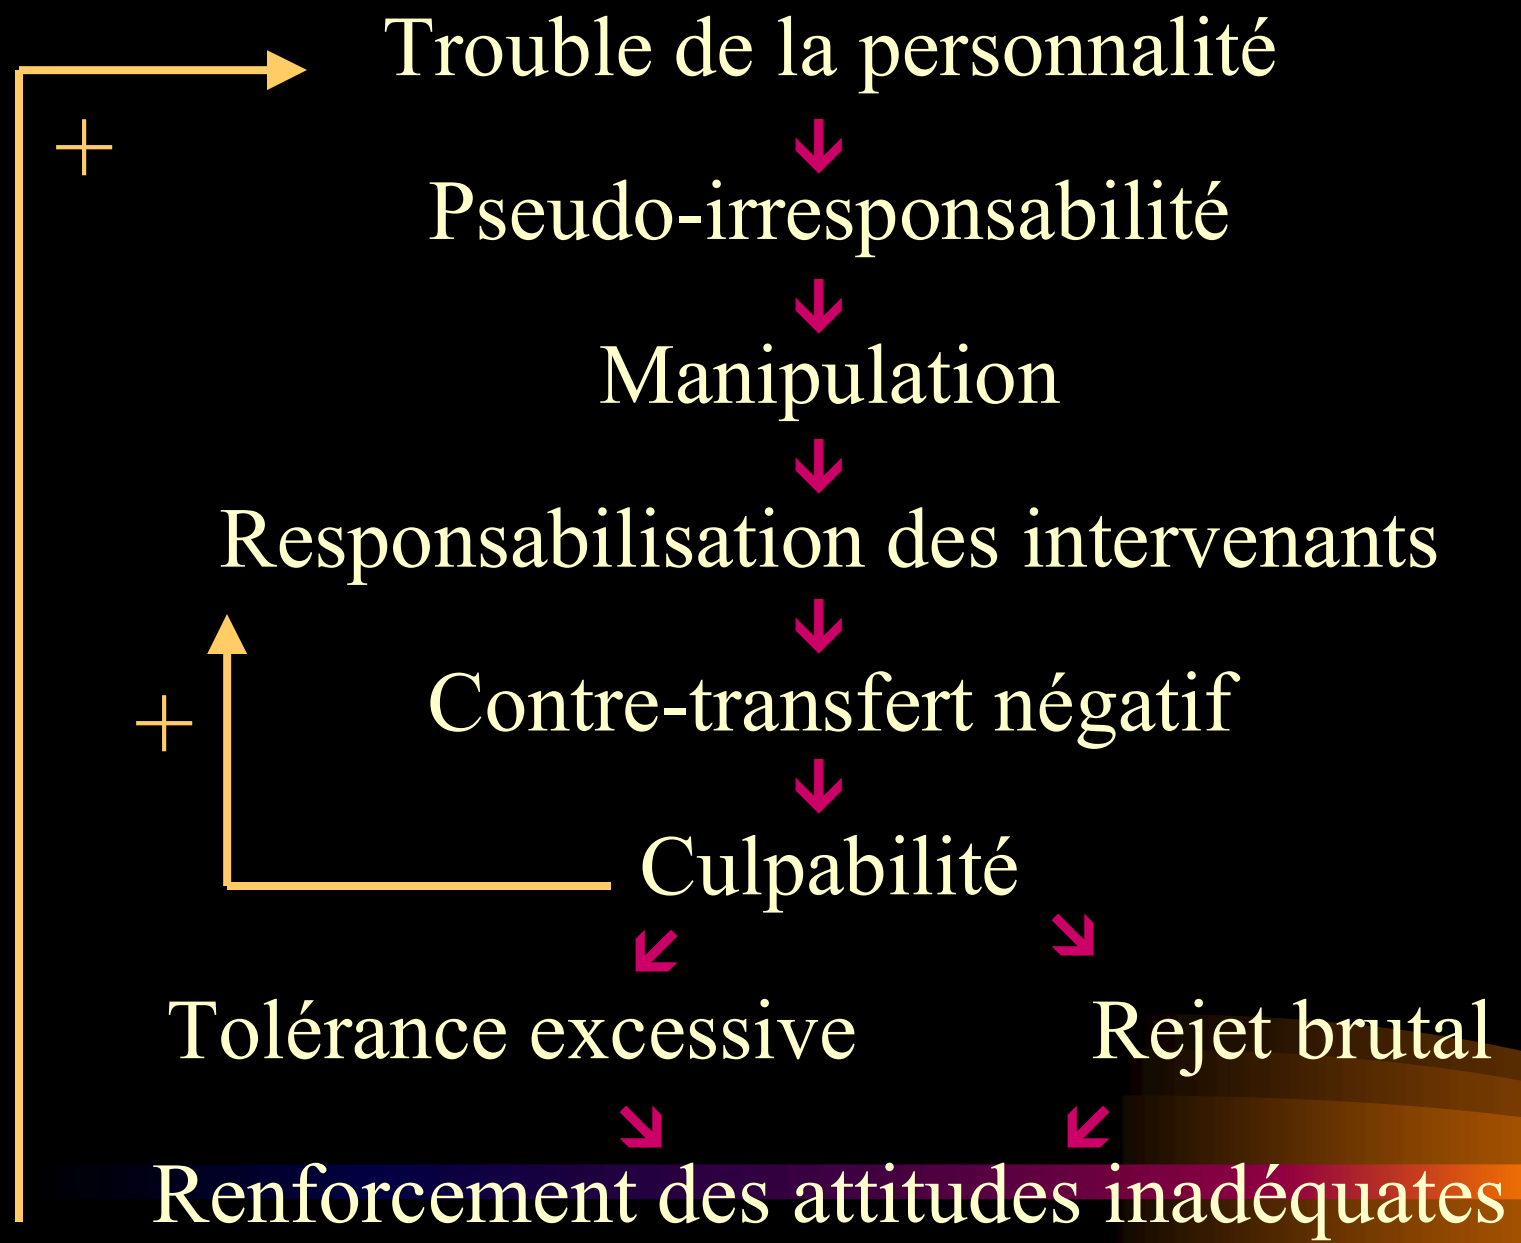 Trouble de la personnalité
+
Pseudo-irresponsabilité
Manipulation
Responsabilisation des intervenants
Contre-transfert négatif
+
Culpabilité
Tolérance excessive Rejet brutal
Renforcement des attitudes inadéquates